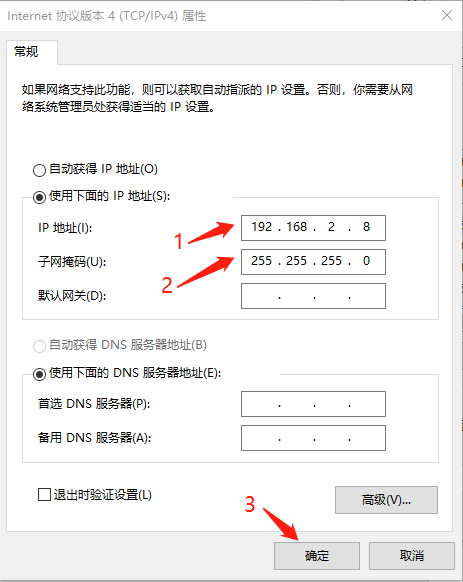 Internet 协议版本 4 (TCP/IPv4) 属性
常规
如果网络支持此功能，则可以获取自动指派的 IP 设置。否则，你需要从网
络系统管理员处获得适当的 IP 设置。
自动获得 IP 地址(O)
使用下面的 IP 地址(S):
IP 地址(I): 192 . 168 . 2 . 8
1
子网掩码(U): 255 . 255 . 255 . 0
2
默认网关(D): . . .
自动获得 DNS 服务器地址(B)
使用下面的 DNS 服务器地址(E):
首选 DNS 服务器(P): . . .
备用 DNS 服务器(A): . . .
退出时验证设置(L)
高级(V)...
3
确定 取消